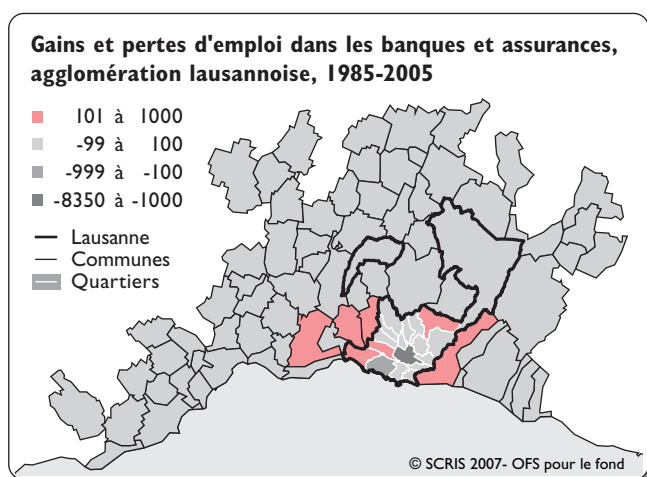 Gains et pertes d'emploi dans les banques et assurances,
agglomération lausannoise, 1985-2005
101 à 1000
-99 à 100
-999 à -100
-8350 à -1000
Lausanne
Communes
Quartiers
© SCRIS 2007- OFS pour le fond